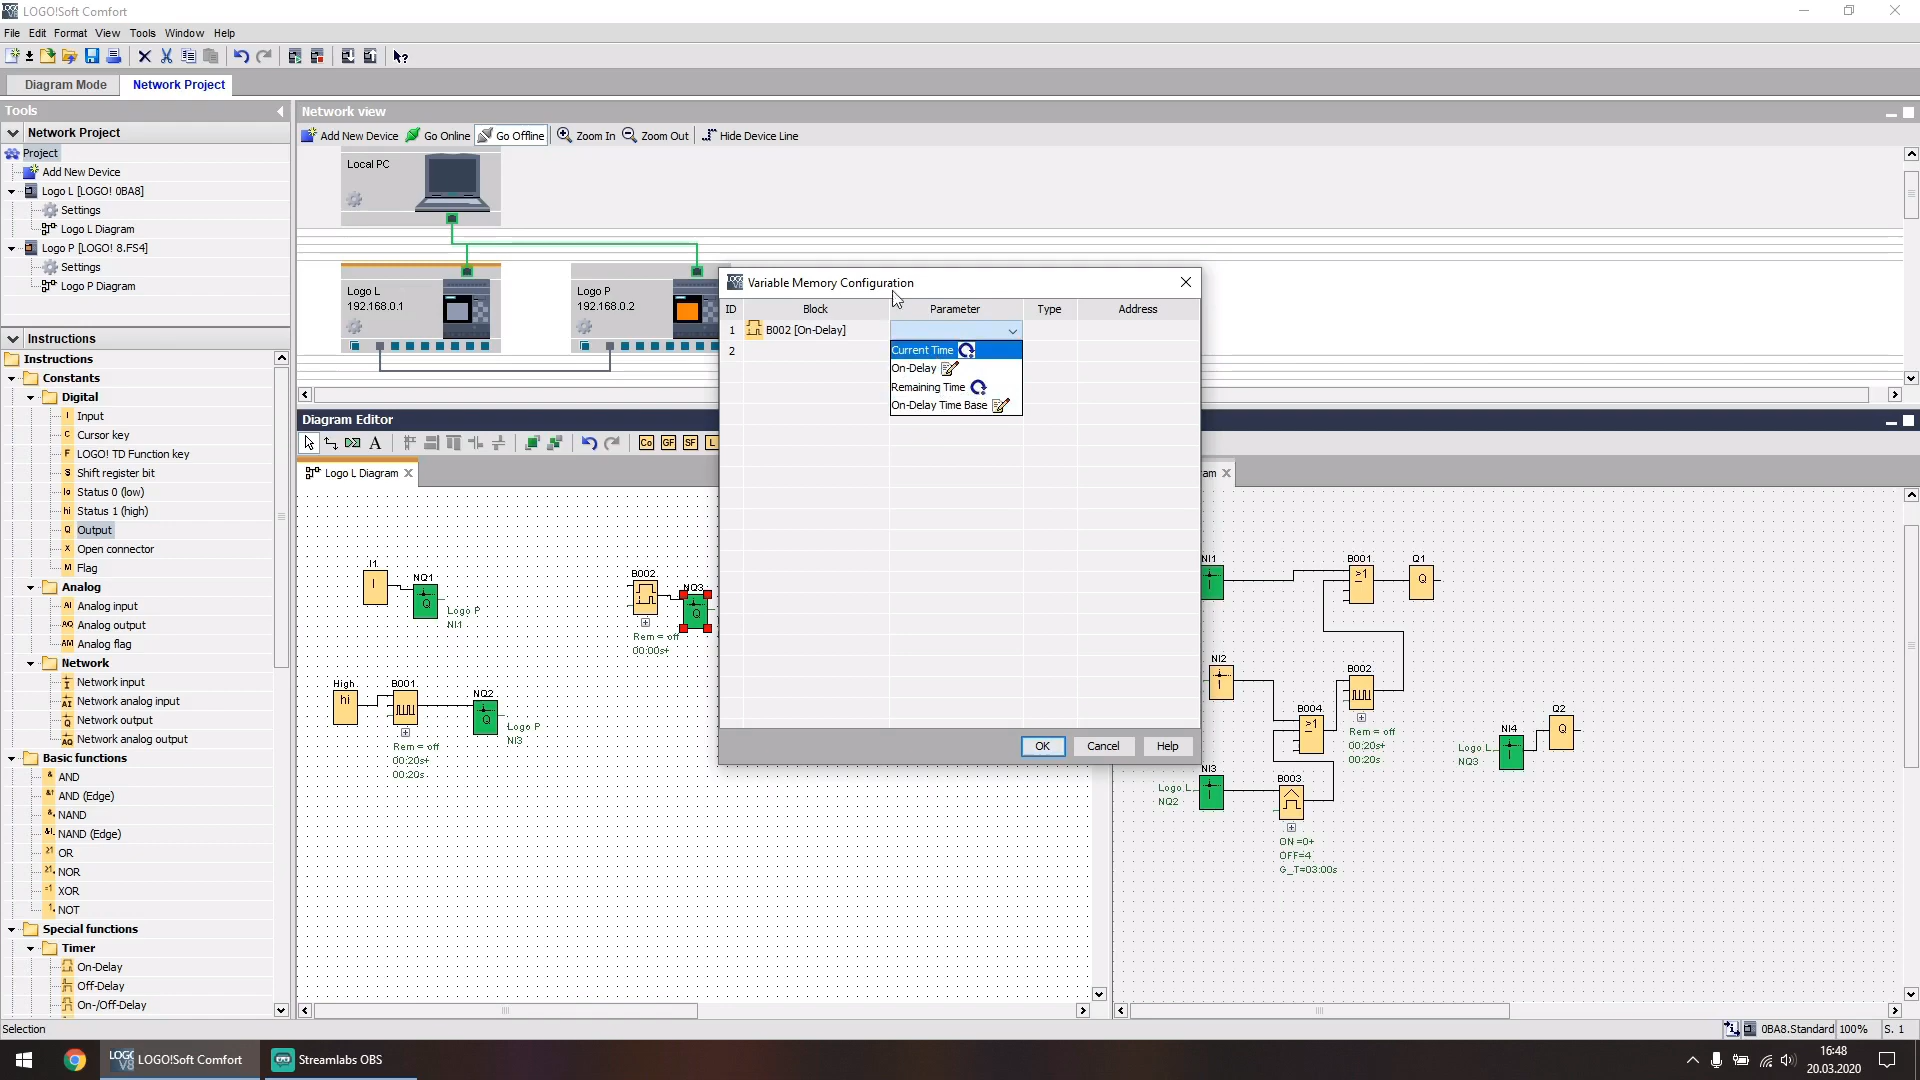 LOGO!Soft Comfort
File Edit Format View Tools Window Help
Diagram Mode
Network Project
Tools
Network view
Network Project
Add New Device
Go Online
Go Offline
Zoom In
Zoom Out
Hide Device Line
Project
Add New Device
Logo L [LOGO! 0BA8]
Settings
Logo L Diagram
Logo P [LOGO! 8.FS4]
Settings
Logo P Diagram
Local PC
Logo L
192.168.0.1
Logo P
192.168.0.2
Variable Memory Configuration
ID Block Parameter Type Address
1 B002 [On-Delay]
2
Current Time
On-Delay
Remaining Time
On-Delay Time Base
OK
Cancel
Help
Instructions
Instructions
Constants
Digital
Input
Cursor key
LOGO! TD Function key
Shift register bit
Status 0 (low)
Status 1 (high)
Output
Open connector
Flag
Analog
Analog input
Analog output
Analog flag
Network
Network input
Network analog input
Network output
Network analog output
Basic functions
AND
AND (Edge)
NAND
NAND (Edge)
OR
NOR
XOR
NOT
Special functions
Timer
On-Delay
Off-Delay
On-/Off-Delay
Diagram Editor
Co GF SF L
Logo L Diagram
am
I1
I
NQ1
Q
Logo P
NI1
B002
NQ3
Q
Rem = off
00:00s+
High
hi
B001
NQ2
Q
Logo P
NI3
Rem = off
00:20s+
00:20s
NI1
I
B001
≥1
Q1
Q
NI2
I
B002
Rem = off
00:20s+
00:20s
B004
≥1
NI3
I
Logo L
NQ2
B003
ON =0+
OFF=4
G_T=03:00s
Logo L
NQ3
NI4
I
Q2
Q
Selection
0BA8.Standard 100% S. 1
LOGO!Soft Comfort
Streamlabs OBS
16:48
20.03.2020